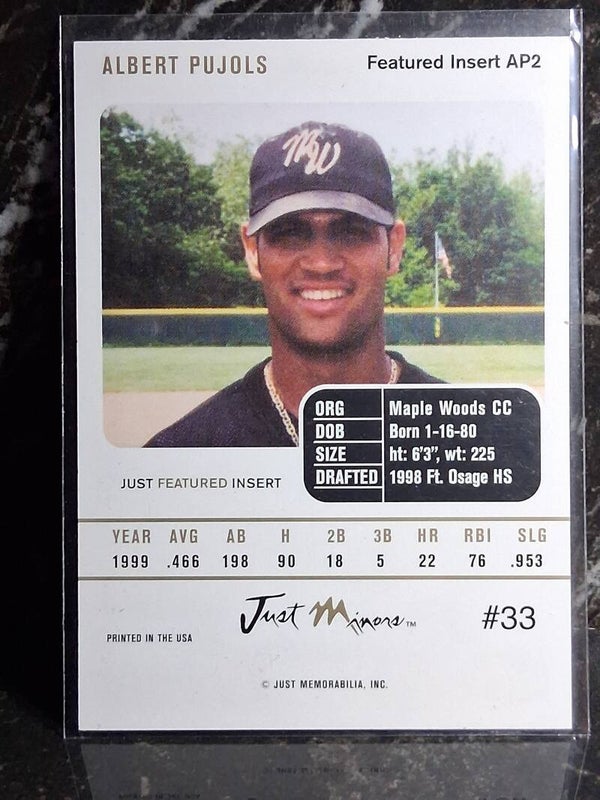 ALBERT PUJOLS
Featured Insert AP2
MW
ORG Maple Woods CC
DOB Born 1-16-80
SIZE ht: 6'3", wt: 225
DRAFTED 1998 Ft. Osage HS
JUST FEATURED INSERT
YEAR AVG AB H 2B 3B HR RBI SLG
1999 .466 198 90 18 5 22 76 .953
Just Minors™
#33
PRINTED IN THE USA
© JUST MEMORABILIA, INC.